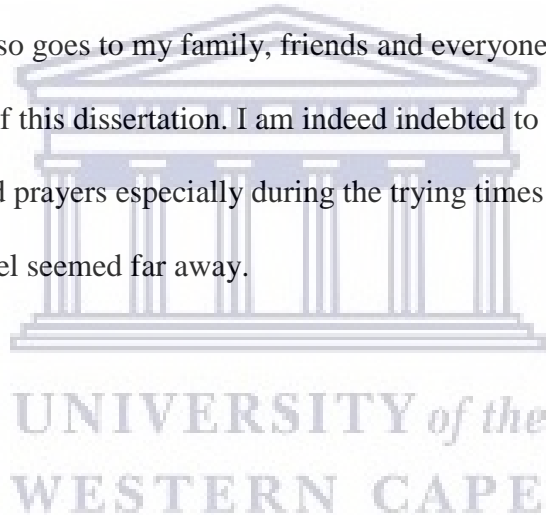 so goes to my family, friends and everyone
f this dissertation. I am indeed indebted to
d prayers especially during the trying times
el seemed far away.
UNIVERSITY of the
WESTERN CAPE